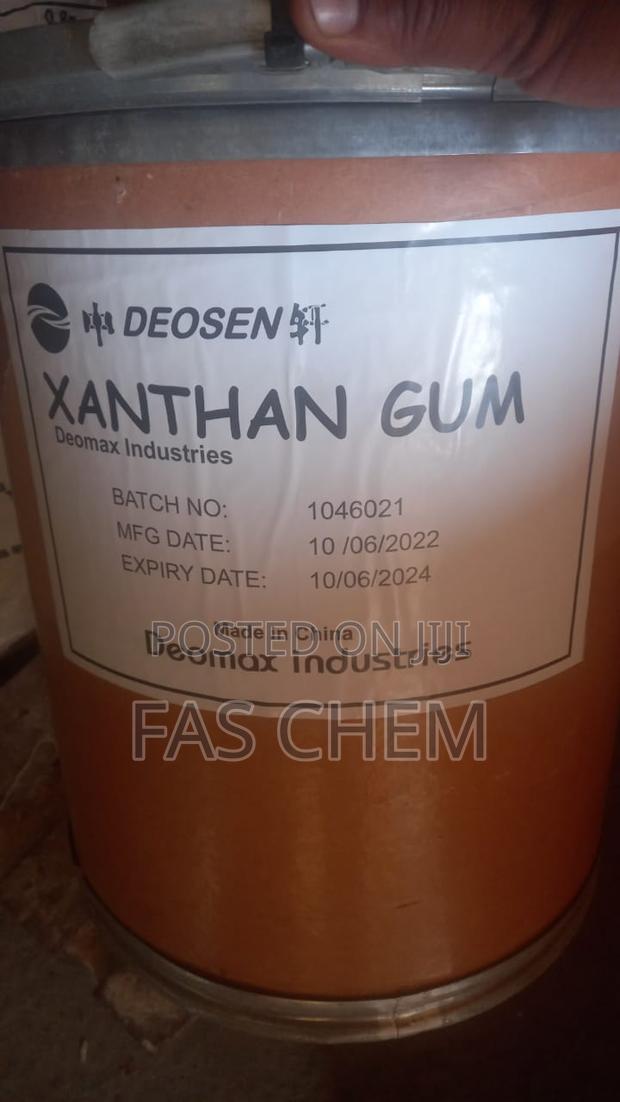 中 DEOSEN 轩
XANTHAN GUM
Deomax Industries
BATCH NO: 1046021
MFG DATE: 10 /06/2022
EXPIRY DATE: 10/06/2024
Made in China
Deomax Industries
POSTED ON JIJI
FAS CHEM